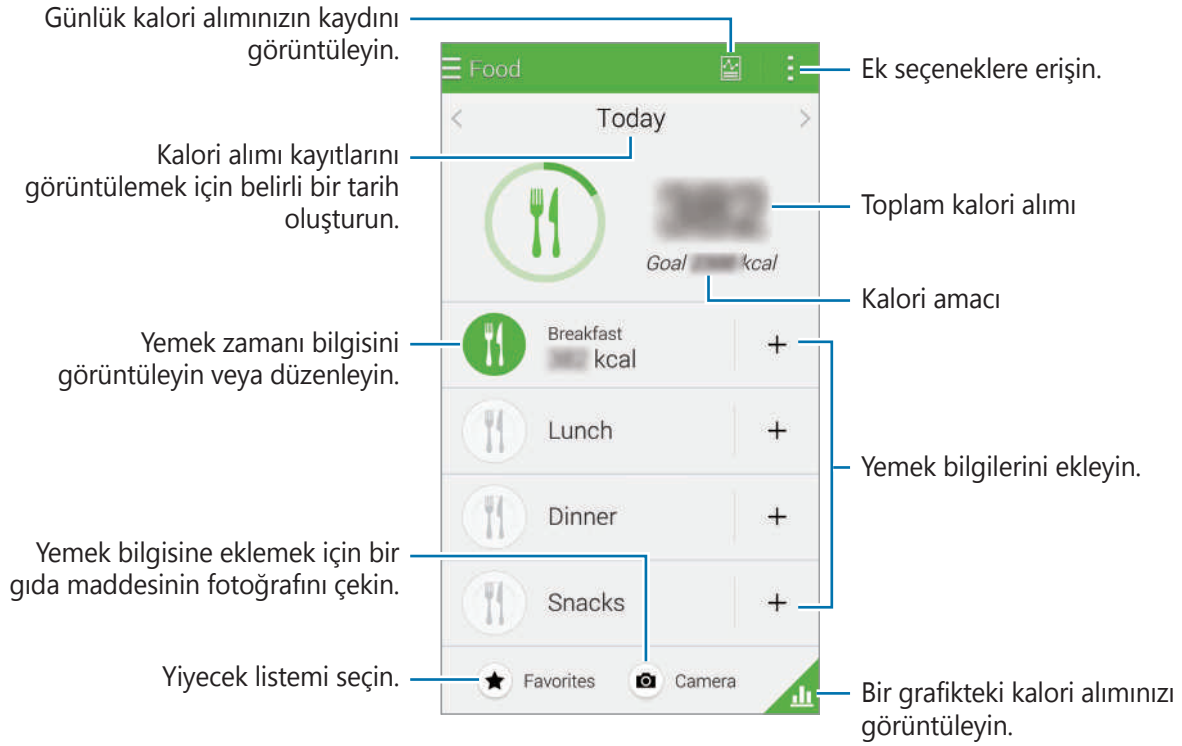 Günlük kalori alımınızın kaydını
görüntüleyin.
Food
Ek seçeneklere erişin.
Today
Kalori alımı kayıtlarını
görüntülemek için belirli bir tarih
oluşturun.
Toplam kalori alımı
Goal kcal
Kalori amacı
Yemek zamanı bilgisini
görüntüleyin veya düzenleyin.
Breakfast
kcal
+
Lunch
+
Yemek bilgilerini ekleyin.
Dinner
+
Yemek bilgisine eklemek için bir
gıda maddesinin fotoğrafını çekin.
Snacks
+
Yiyecek listemi seçin.
Favorites
Camera
Bir grafikteki kalori alımınızı
görüntüleyin.